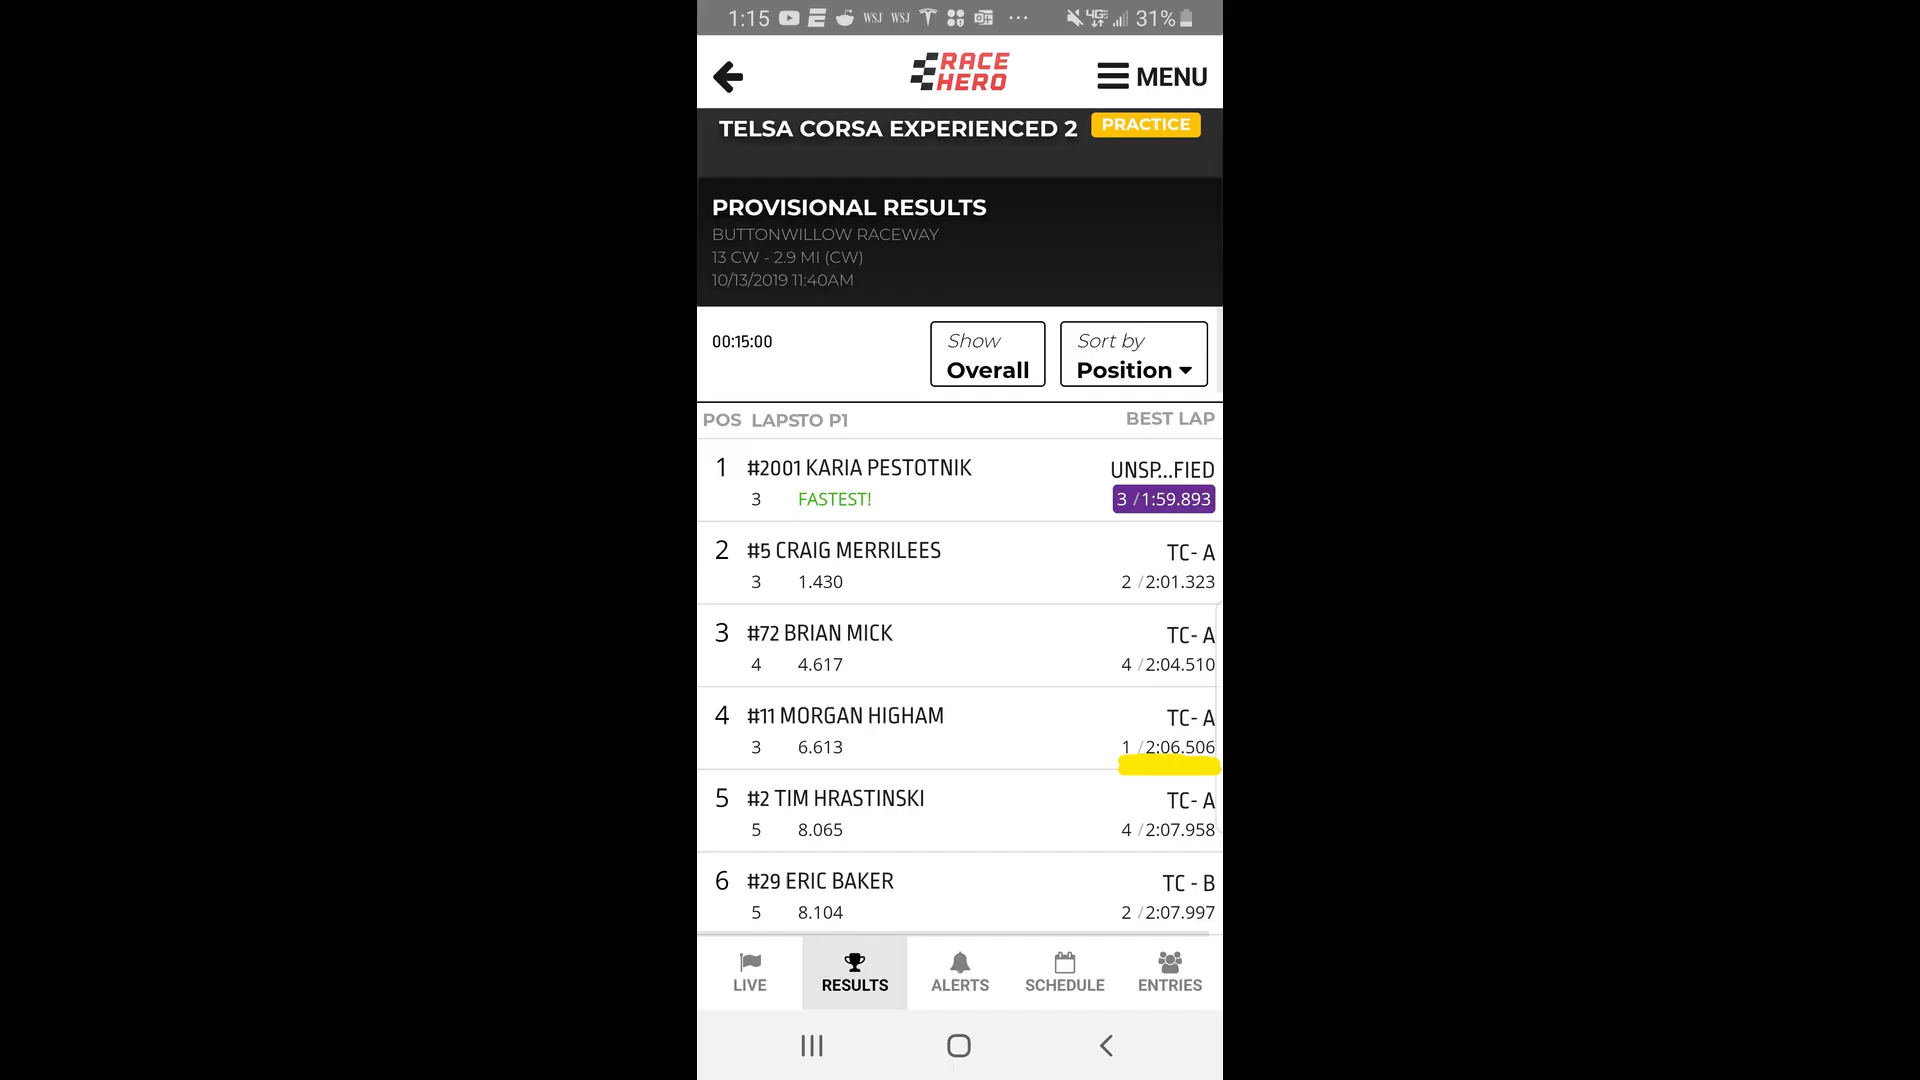 1:15 WSJ WSJ ... 4GE 31%
RACE HERO
MENU
TELSA CORSA EXPERIENCED 2 PRACTICE
PROVISIONAL RESULTS
BUTTONWILLOW RACEWAY
13 CW - 2.9 MI (CW)
10/13/2019 11:40AM
00:15:00
Show
Overall
Sort by
Position
POS LAPSTO P1 BEST LAP
1 #2001 KARIA PESTOTNIK UNSP...FIED
3 FASTEST! 3 /1:59.893
2 #5 CRAIG MERRILEES TC- A
3 1.430 2 /2:01.323
3 #72 BRIAN MICK TC- A
4 4.617 4 /2:04.510
4 #11 MORGAN HIGHAM TC- A
3 6.613 1 /2:06.506
5 #2 TIM HRASTINSKI TC- A
5 8.065 4 /2:07.958
6 #29 ERIC BAKER TC - B
5 8.104 2 /2:07.997
LIVE RESULTS ALERTS SCHEDULE ENTRIES